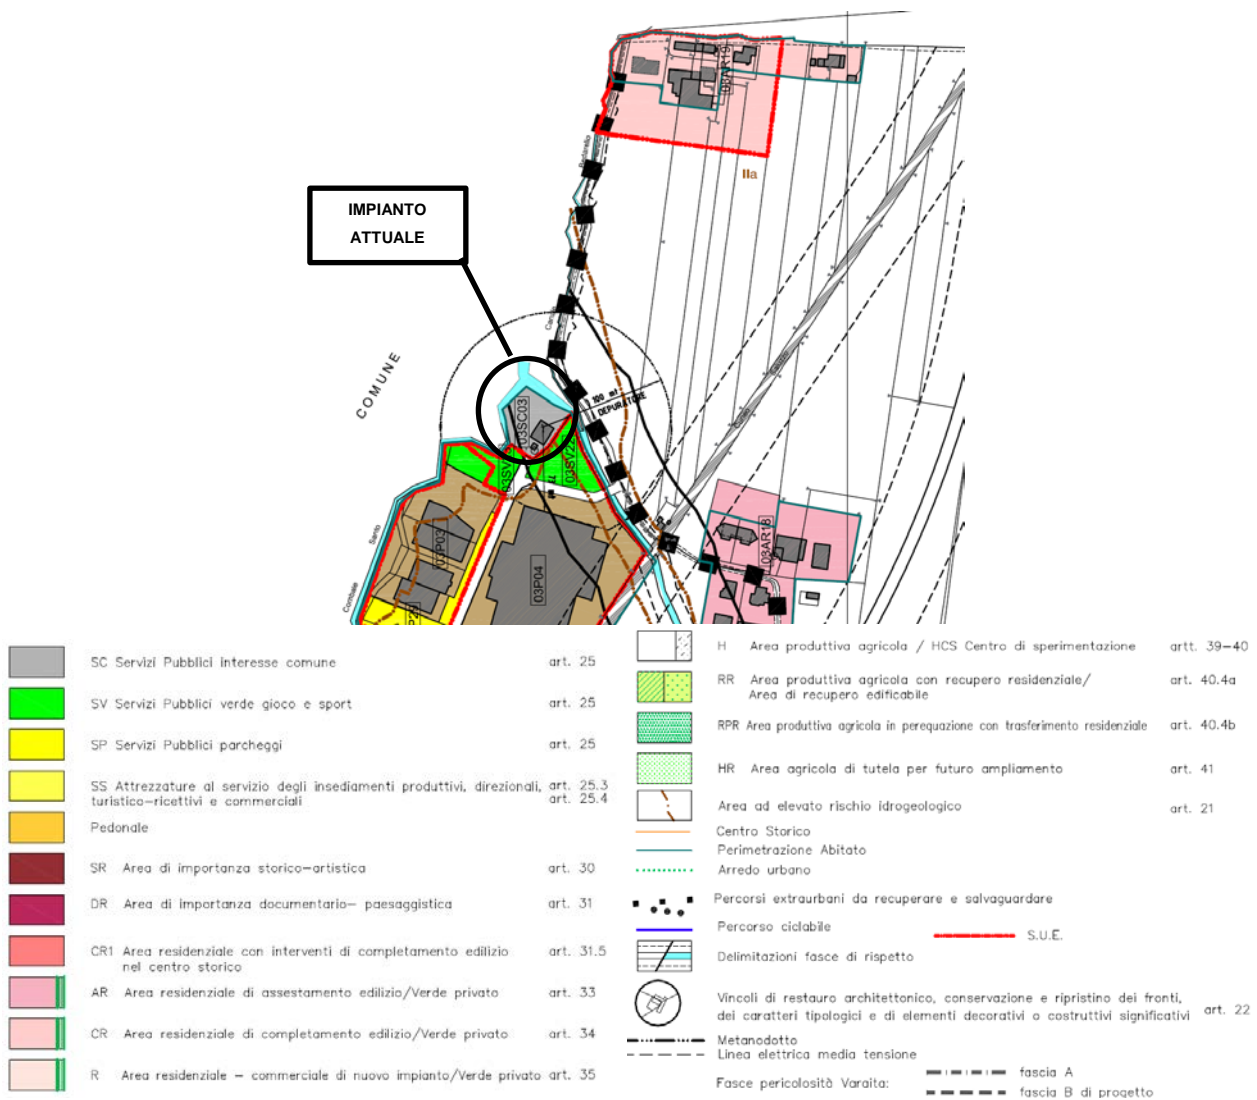 03AR19
IIa
IMPIANTO
ATTUALE
COMUNE
100 mt
DEPURATORE
03SC03
03SV22
Cuneo
Saluzzo
03P03
03P04
03AR18
Santo
SC Servizi Pubblici interesse comune art. 25
SV Servizi Pubblici verde gioco e sport art. 25
SP Servizi Pubblici parcheggi art. 25
SS Attrezzature al servizio degli insediamenti produttivi, direzionali, art. 25.3
turistico-ricettivi e commerciali art. 25.4
Pedonale
SR Area di importanza storico-artistica art. 30
DR Area di importanza documentario- paesaggistica art. 31
CR1 Area residenziale con interventi di completamento edilizio art. 31.5
nel centro storico
AR Area residenziale di assestamento edilizio/Verde privato art. 33
CR Area residenziale di completamento edilizio/Verde privato art. 34
R Area residenziale - commerciale di nuovo impianto/Verde privato art. 35
H Area produttiva agricola / HCS Centro di sperimentazione artt. 39-40
RR Area produttiva agricola con recupero residenziale/ art. 40.4a
Area di recupero edificabile
RPR Area produttiva agricola in perequazione con trasferimento residenziale art. 40.4b
HR Area agricola di tutela per futuro ampliamento art. 41
Area ad elevato rischio idrogeologico art. 21
Centro Storico
Perimetrazione Abitato
Arredo urbano
Percorsi extraurbani da recuperare e salvaguardare
Percorso ciclabile
S.U.E.
Delimitazioni fasce di rispetto
Vincoli di restauro architettonico, conservazione e ripristino dei fronti,
dei caratteri tipologici e di elementi decorativi o costruttivi significativi art. 22
Metanodotto
Linea elettrica media tensione
Fasce pericolosità Varaita: fascia A
fascia B di progetto